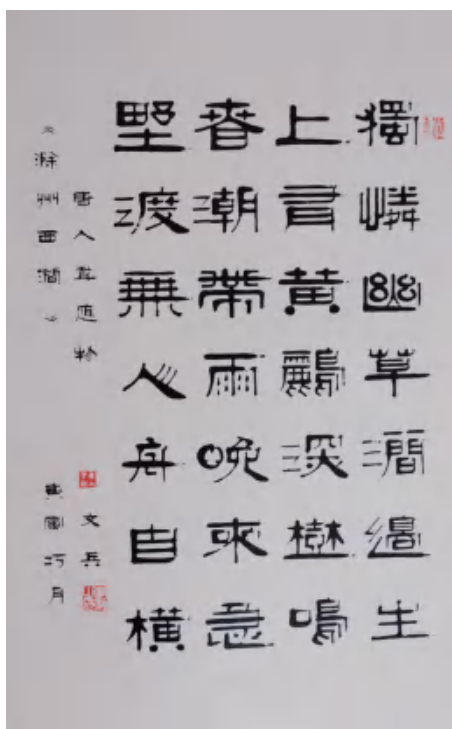 獨憐幽草澗邊生
上有黃鸝深樹鳴
春潮帶雨晚來急
野渡無人舟自橫
唐人韋應物
滁州西澗
巧月
文兵